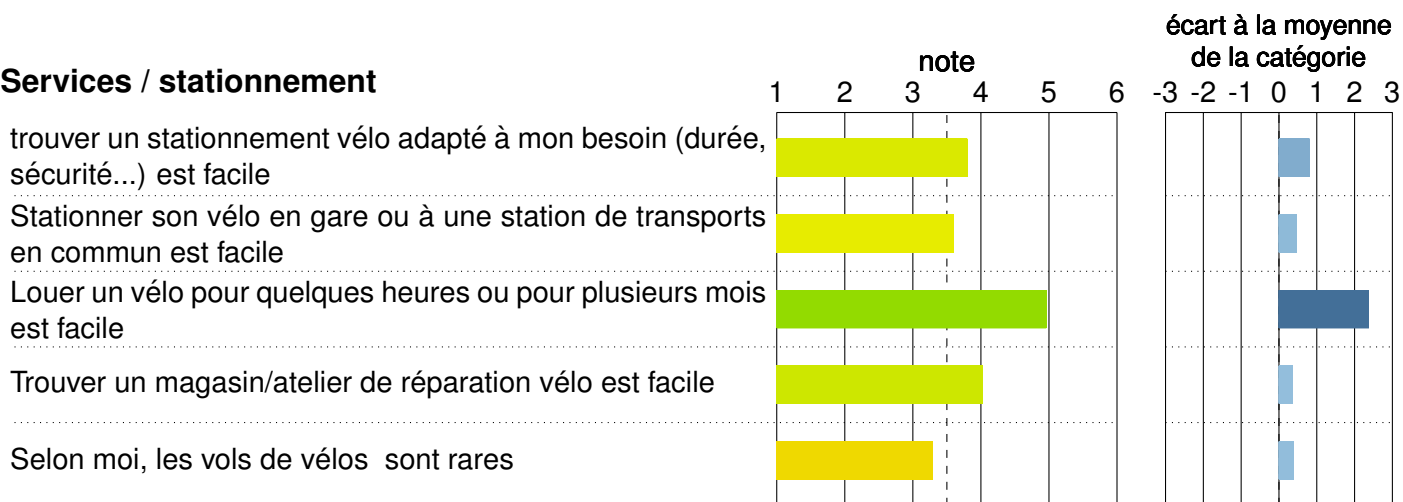 écart à la moyenne
note de la catégorie
Services / stationnement
1 2 3 4 5 6 -3 -2 -1 0 1 2 3
trouver un stationnement vélo adapté à mon besoin (durée,
sécurité...) est facile
Stationner son vélo en gare ou à une station de transports
en commun est facile
Louer un vélo pour quelques heures ou pour plusieurs mois
est facile
Trouver un magasin/atelier de réparation vélo est facile
Selon moi, les vols de vélos sont rares